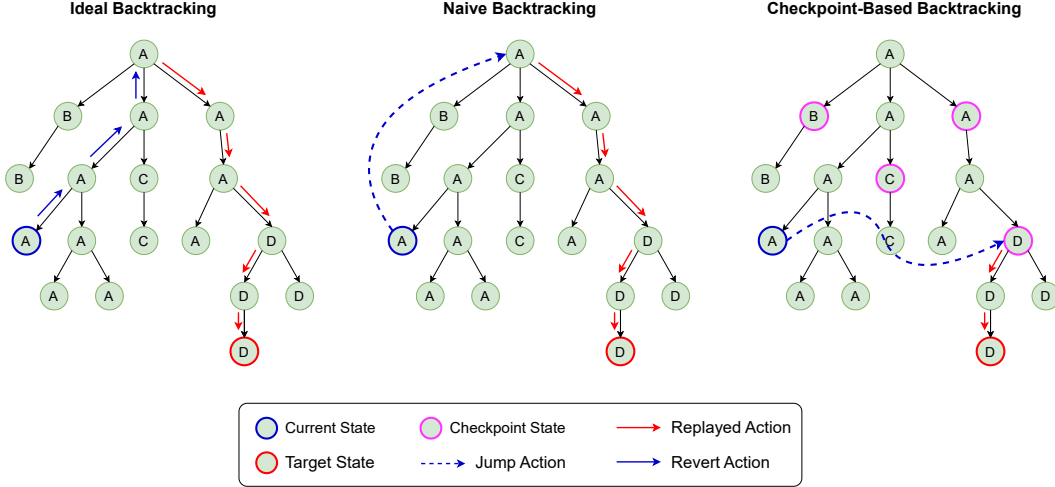 Ideal Backtracking
Naive Backtracking
Checkpoint-Based Backtracking
A
B
A
A
B
A
C
A
A
A
C
A
D
A
A
D
D
D
A
B
A
A
B
A
C
A
A
A
C
A
D
A
A
D
D
D
A
B
A
A
B
A
C
A
A
A
C
A
D
A
A
D
D
D
Current State
Checkpoint State
Replayed Action
Target State
Jump Action
Revert Action